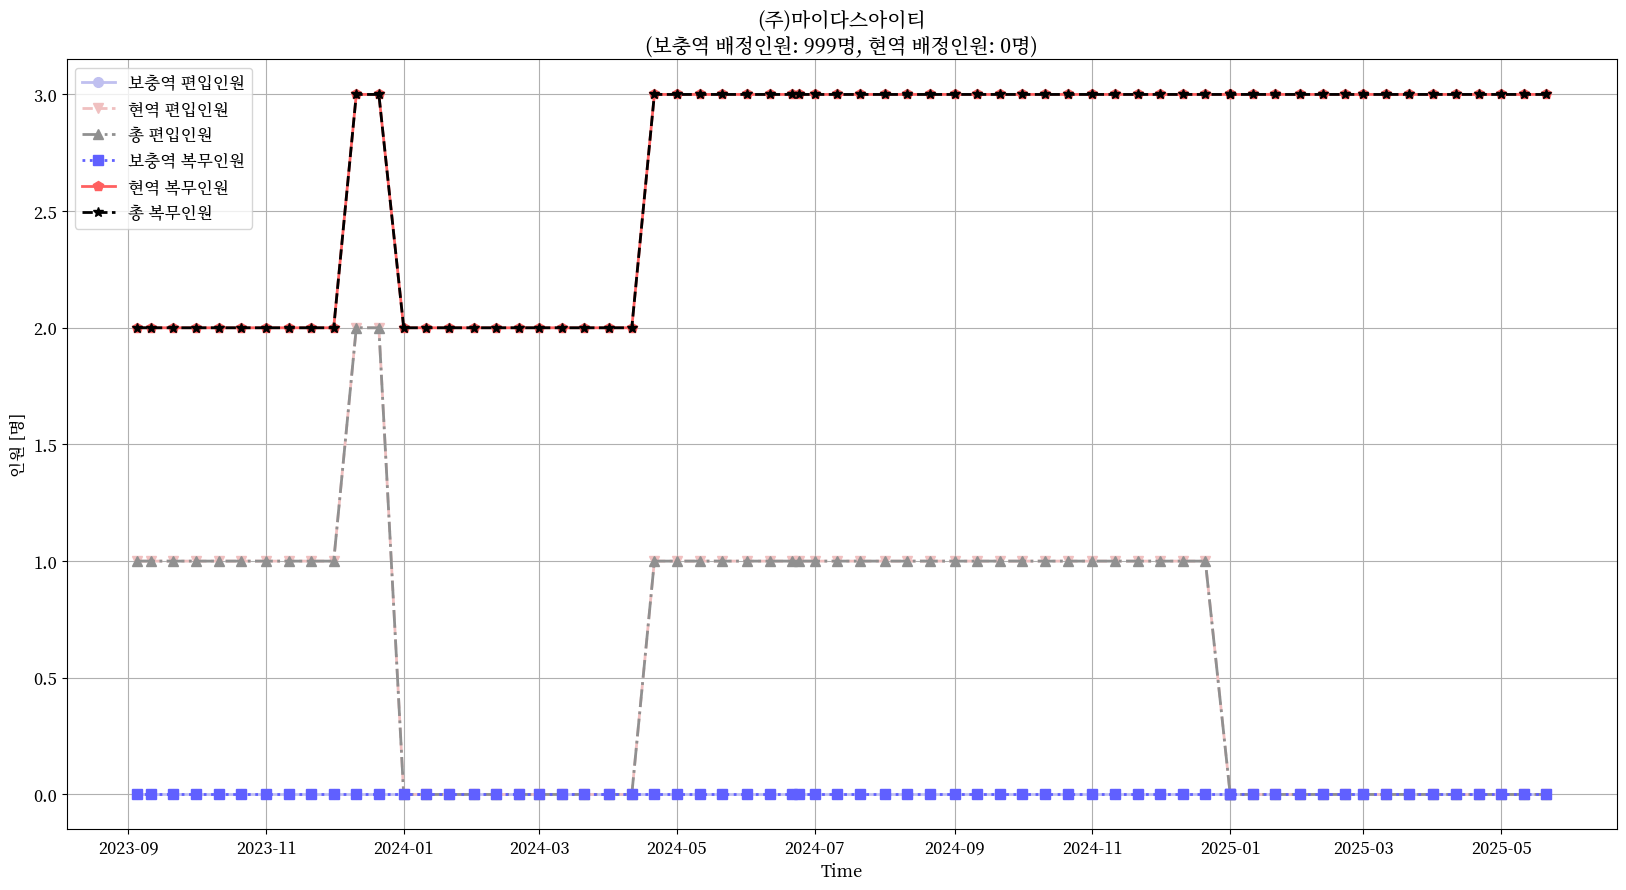 (주)마이다스아이티
(보충역 배정인원: 999명, 현역 배정인원: 0명)
보충역 편입인원
현역 편입인원
총 편입인원
보충역 복무인원
현역 복무인원
총 복무인원
3.0
2.5
2.0
1.5
1.0
0.5
0.0
인원 [명]
2023-09 2023-11 2024-01 2024-03 2024-05 2024-07 2024-09 2024-11 2025-01 2025-03 2025-05
Time